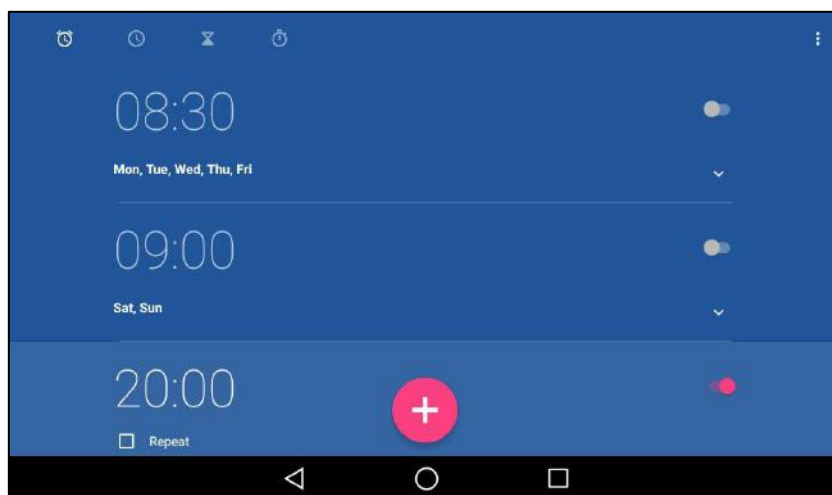 08:30
Mon, Tue, Wed, Thu, Fri
09:00
Sat, Sun
20:00
Repeat